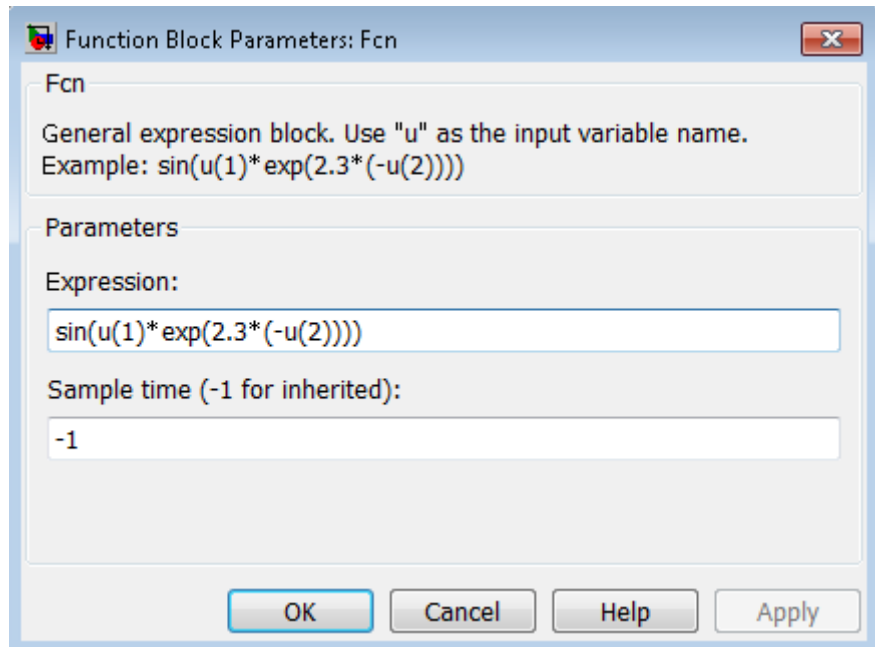 Function Block Parameters: Fcn
Fcn
General expression block. Use "u" as the input variable name.
Example: sin(u(1)*exp(2.3*(-u(2))))
Parameters
Expression:
sin(u(1)*exp(2.3*(-u(2))))
Sample time (-1 for inherited):
-1
OK Cancel Help Apply